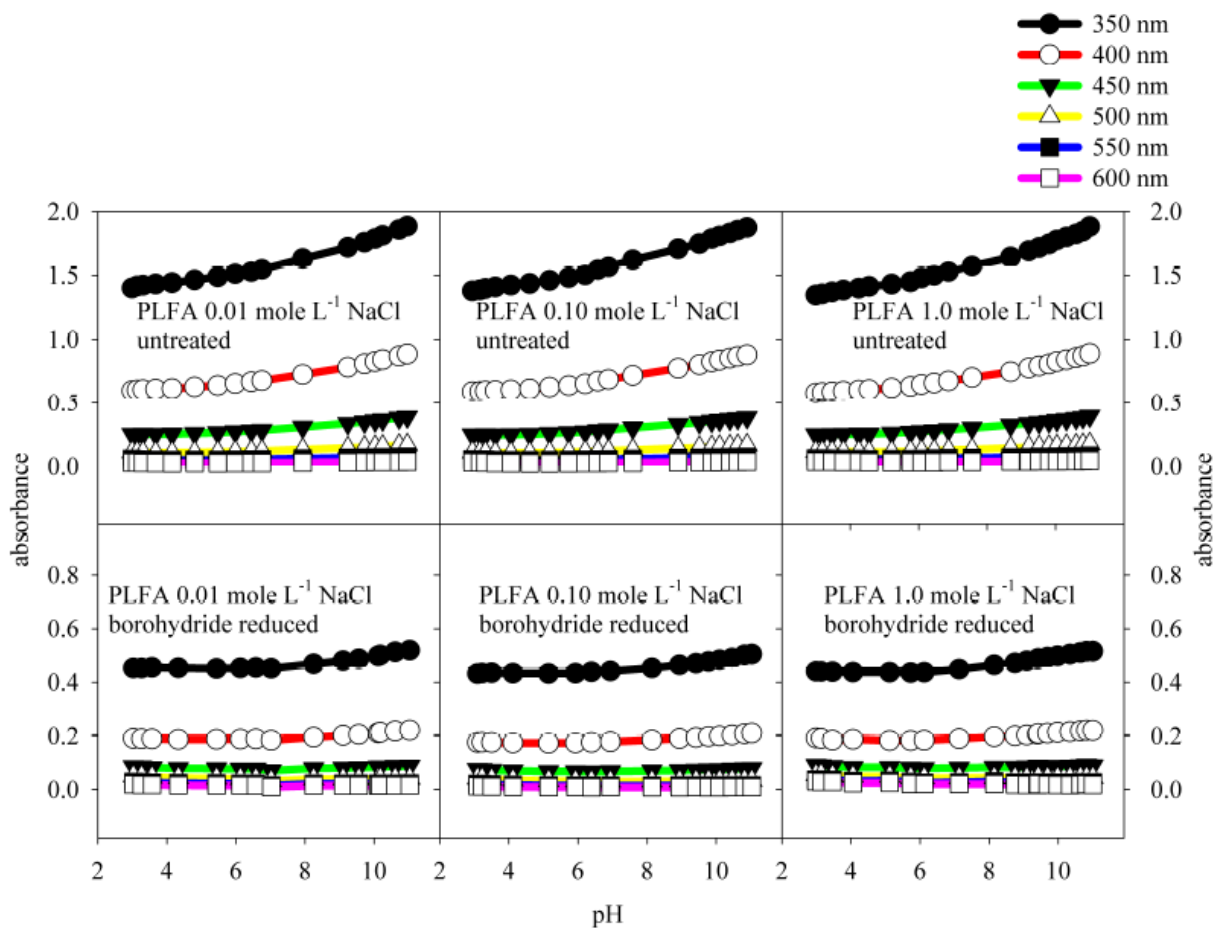 350 nm
400 nm
450 nm
500 nm
550 nm
600 nm
2.0
1.5
1.0
0.5
0.0
absorbance
PLFA 0.01 mole L⁻¹ NaCl
untreated
PLFA 0.10 mole L⁻¹ NaCl
untreated
PLFA 1.0 mole L⁻¹ NaCl
untreated
2.0
1.5
1.0
0.5
0.0
absorbance
0.8
0.6
0.4
0.2
0.0
PLFA 0.01 mole L⁻¹ NaCl
borohydride reduced
PLFA 0.10 mole L⁻¹ NaCl
borohydride reduced
PLFA 1.0 mole L⁻¹ NaCl
borohydride reduced
0.8
0.6
0.4
0.2
0.0
2 4 6 8 10 2 4 6 8 10 2 4 6 8 10
pH